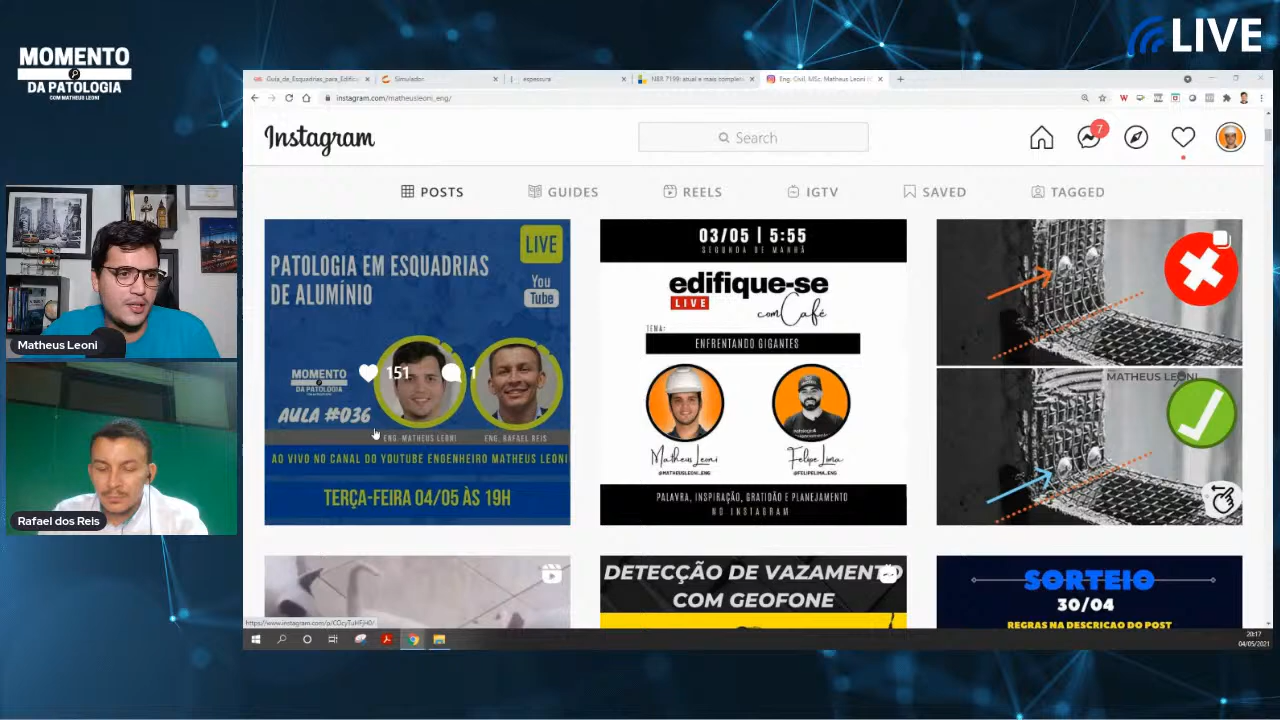 MOMENTO
DA PATOLOGIA
COM MATHEUS LEONI
LIVE
Matheus Leoni
Rafael dos Reis
Simulador
espessura
NBR 7199: atual e mais complet
Eng. Civil, MSc. Matheus Leoni
instagram.com/matheusleoni_eng/
Instagram
Search
7
POSTS
GUIDES
REELS
IGTV
SAVED
TAGGED
PATOLOGIA EM ESQUADRIAS
DE ALUMÍNIO
LIVE
You
Tube
151
1
MOMENTO
DA PATOLOGIA
AULA #036
ENG. MATHEUS LEONI
ENG. RAFAEL REIS
AO VIVO NO CANAL DO YOUTUBE ENGENHEIRO MATHEUS LEONI
TERÇA-FEIRA 04/05 ÀS 19H
03/05 | 5:55
SEGUNDA DE MANHÃ
edifique-se
LIVE
com Café
TEMA:
ENFRENTANDO GIGANTES
Matheus Leoni
@MATHEUSLEONI_ENG
Felipe Lima
@FELIPELIMA_ENG
PALAVRA, INSPIRAÇÃO, GRATIDÃO E PLANEJAMENTO
NO INSTAGRAM
MATHEUS LEONI
DETECÇÃO DE VAZAMENTO
COM GEOFONE
SORTEIO
30/04
REGRAS NA DESCRICAO DO POST
20:17
04/05/2021